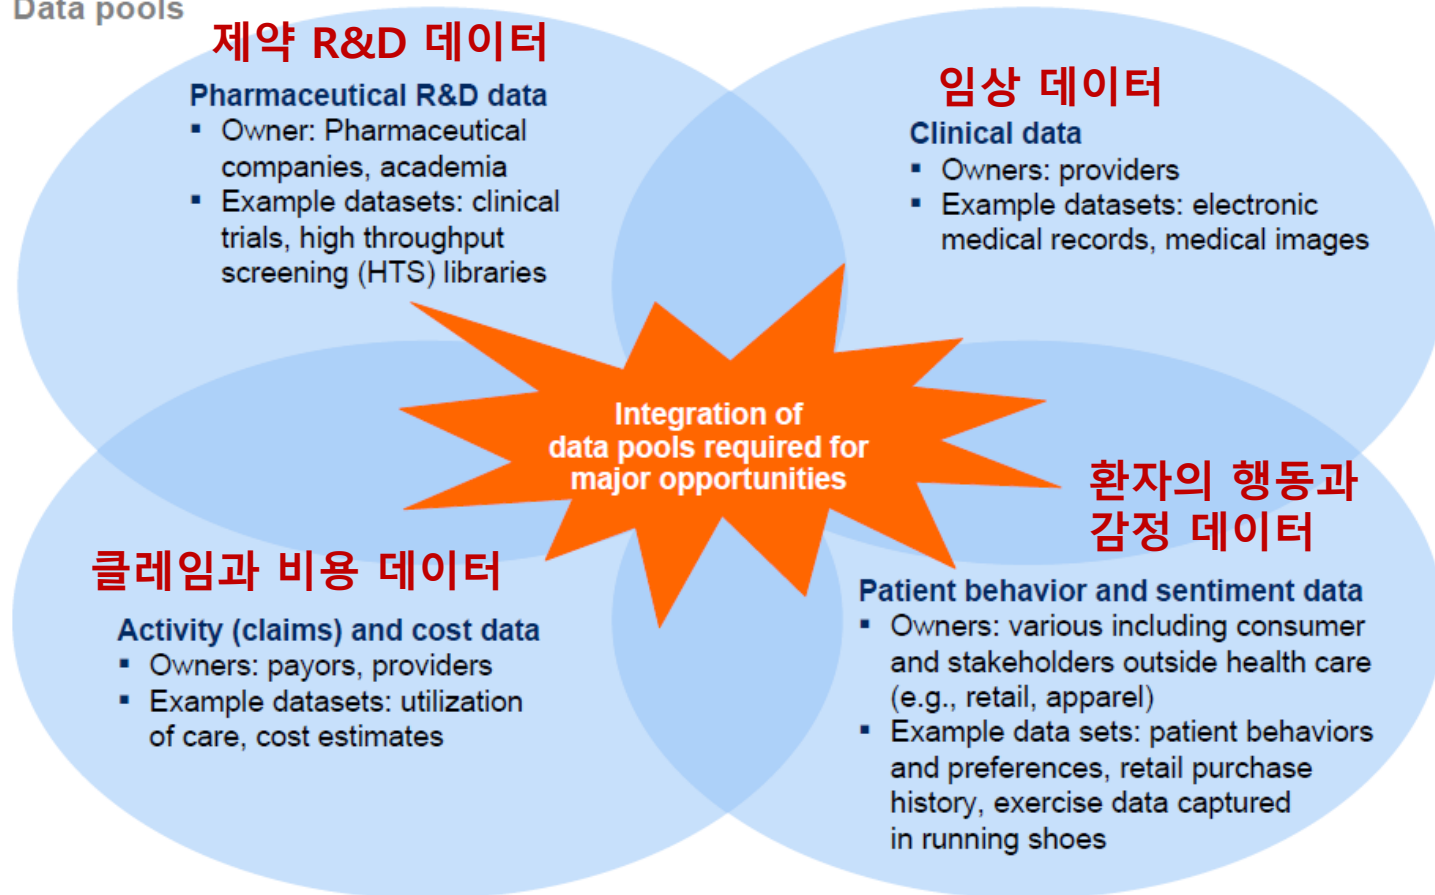 Data pools
제약 R&D 데이터
Pharmaceutical R&D data
▪ Owner: Pharmaceutical
companies, academia
▪ Example datasets: clinical
trials, high throughput
screening (HTS) libraries
임상 데이터
Clinical data
▪ Owners: providers
▪ Example datasets: electronic
medical records, medical images
Integration of
data pools required for
major opportunities
클레임과 비용 데이터
Activity (claims) and cost data
▪ Owners: payors, providers
▪ Example datasets: utilization
of care, cost estimates
환자의 행동과
감정 데이터
Patient behavior and sentiment data
▪ Owners: various including consumer
and stakeholders outside health care
(e.g., retail, apparel)
▪ Example data sets: patient behaviors
and preferences, retail purchase
history, exercise data captured
in running shoes